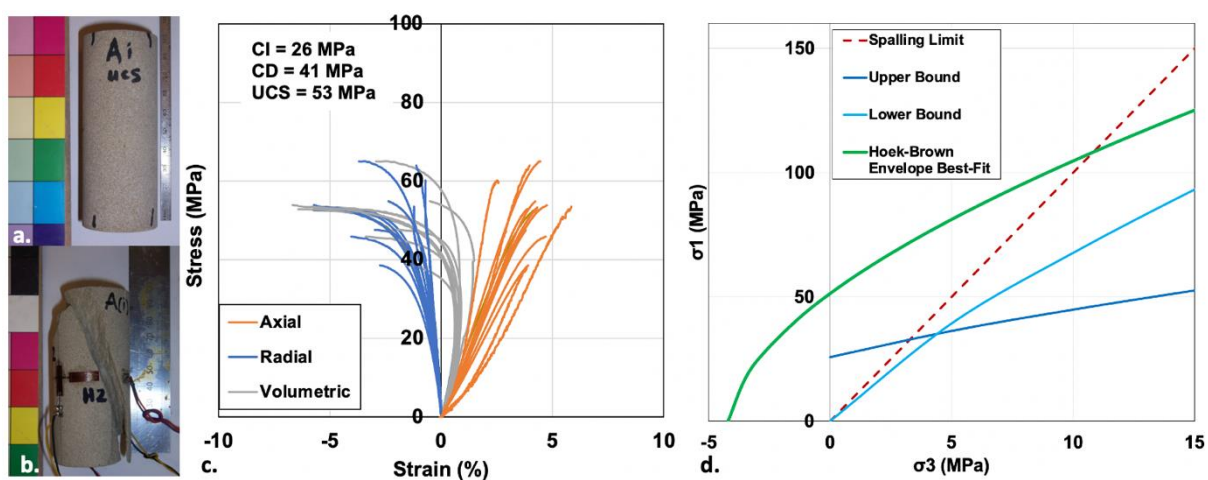 Ai
ucs
a.
A(1)
HZ
b.
CI = 26 MPa
CD = 41 MPa
UCS = 53 MPa
100
80
60
40
20
0
Stress (MPa)
Axial
Radial
Volumetric
-10
-5
0
5
10
c.
Strain (%)
150
100
50
0
σ1 (MPa)
Spalling Limit
Upper Bound
Lower Bound
Hoek-Brown
Envelope Best-Fit
-5
0
5
10
15
d.
σ3 (MPa)